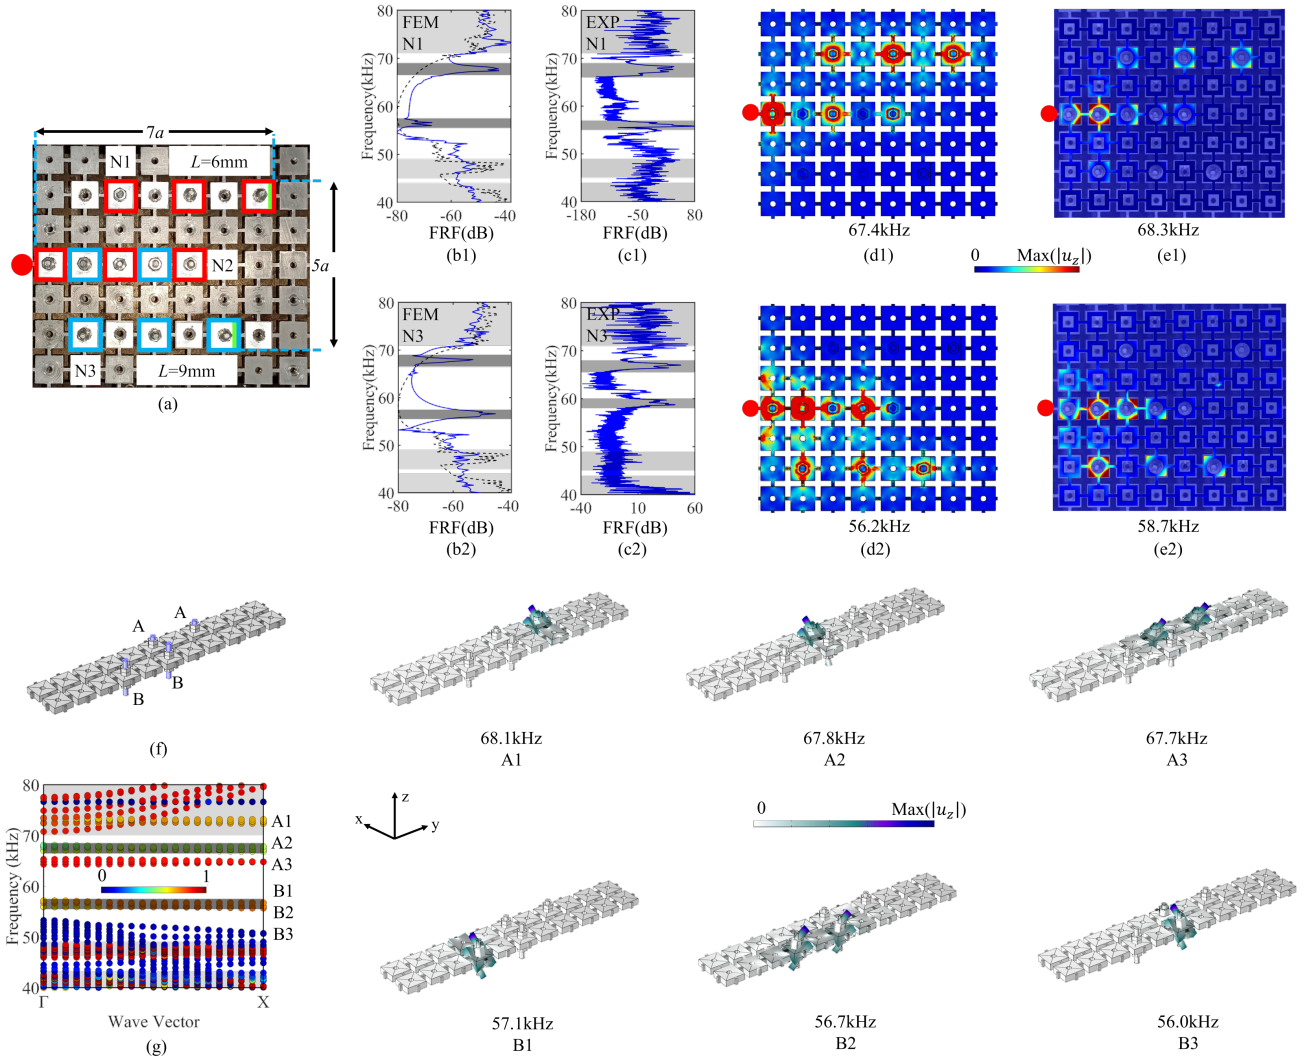 7a
N1
L=6mm
N2
5a
N3
L=9mm
(a)
80
70
60
50
40
Frequency(kHz)
FEM
N1
-80
-60
-40
FRF(dB)
(b1)
80
70
60
50
40
Frequency(kHz)
EXP
N1
-180
-50
80
FRF(dB)
(c1)
67.4kHz
(d1)
68.3kHz
(e1)
0
Max(|u_z|)
80
70
60
50
40
Frequency(kHz)
FEM
N3
-80
-60
-40
FRF(dB)
(b2)
80
70
60
50
40
Frequency(kHz)
EXP
N3
-40
10
60
FRF(dB)
(c2)
56.2kHz
(d2)
58.7kHz
(e2)
A
A
B
B
(f)
68.1kHz
A1
67.8kHz
A2
67.7kHz
A3
80
70
60
50
40
Frequency (kHz)
0
1
A1
A2
A3
B1
B2
B3
Γ
X
Wave Vector
(g)
z
x
y
0
Max(|u_z|)
57.1kHz
B1
56.7kHz
B2
56.0kHz
B3